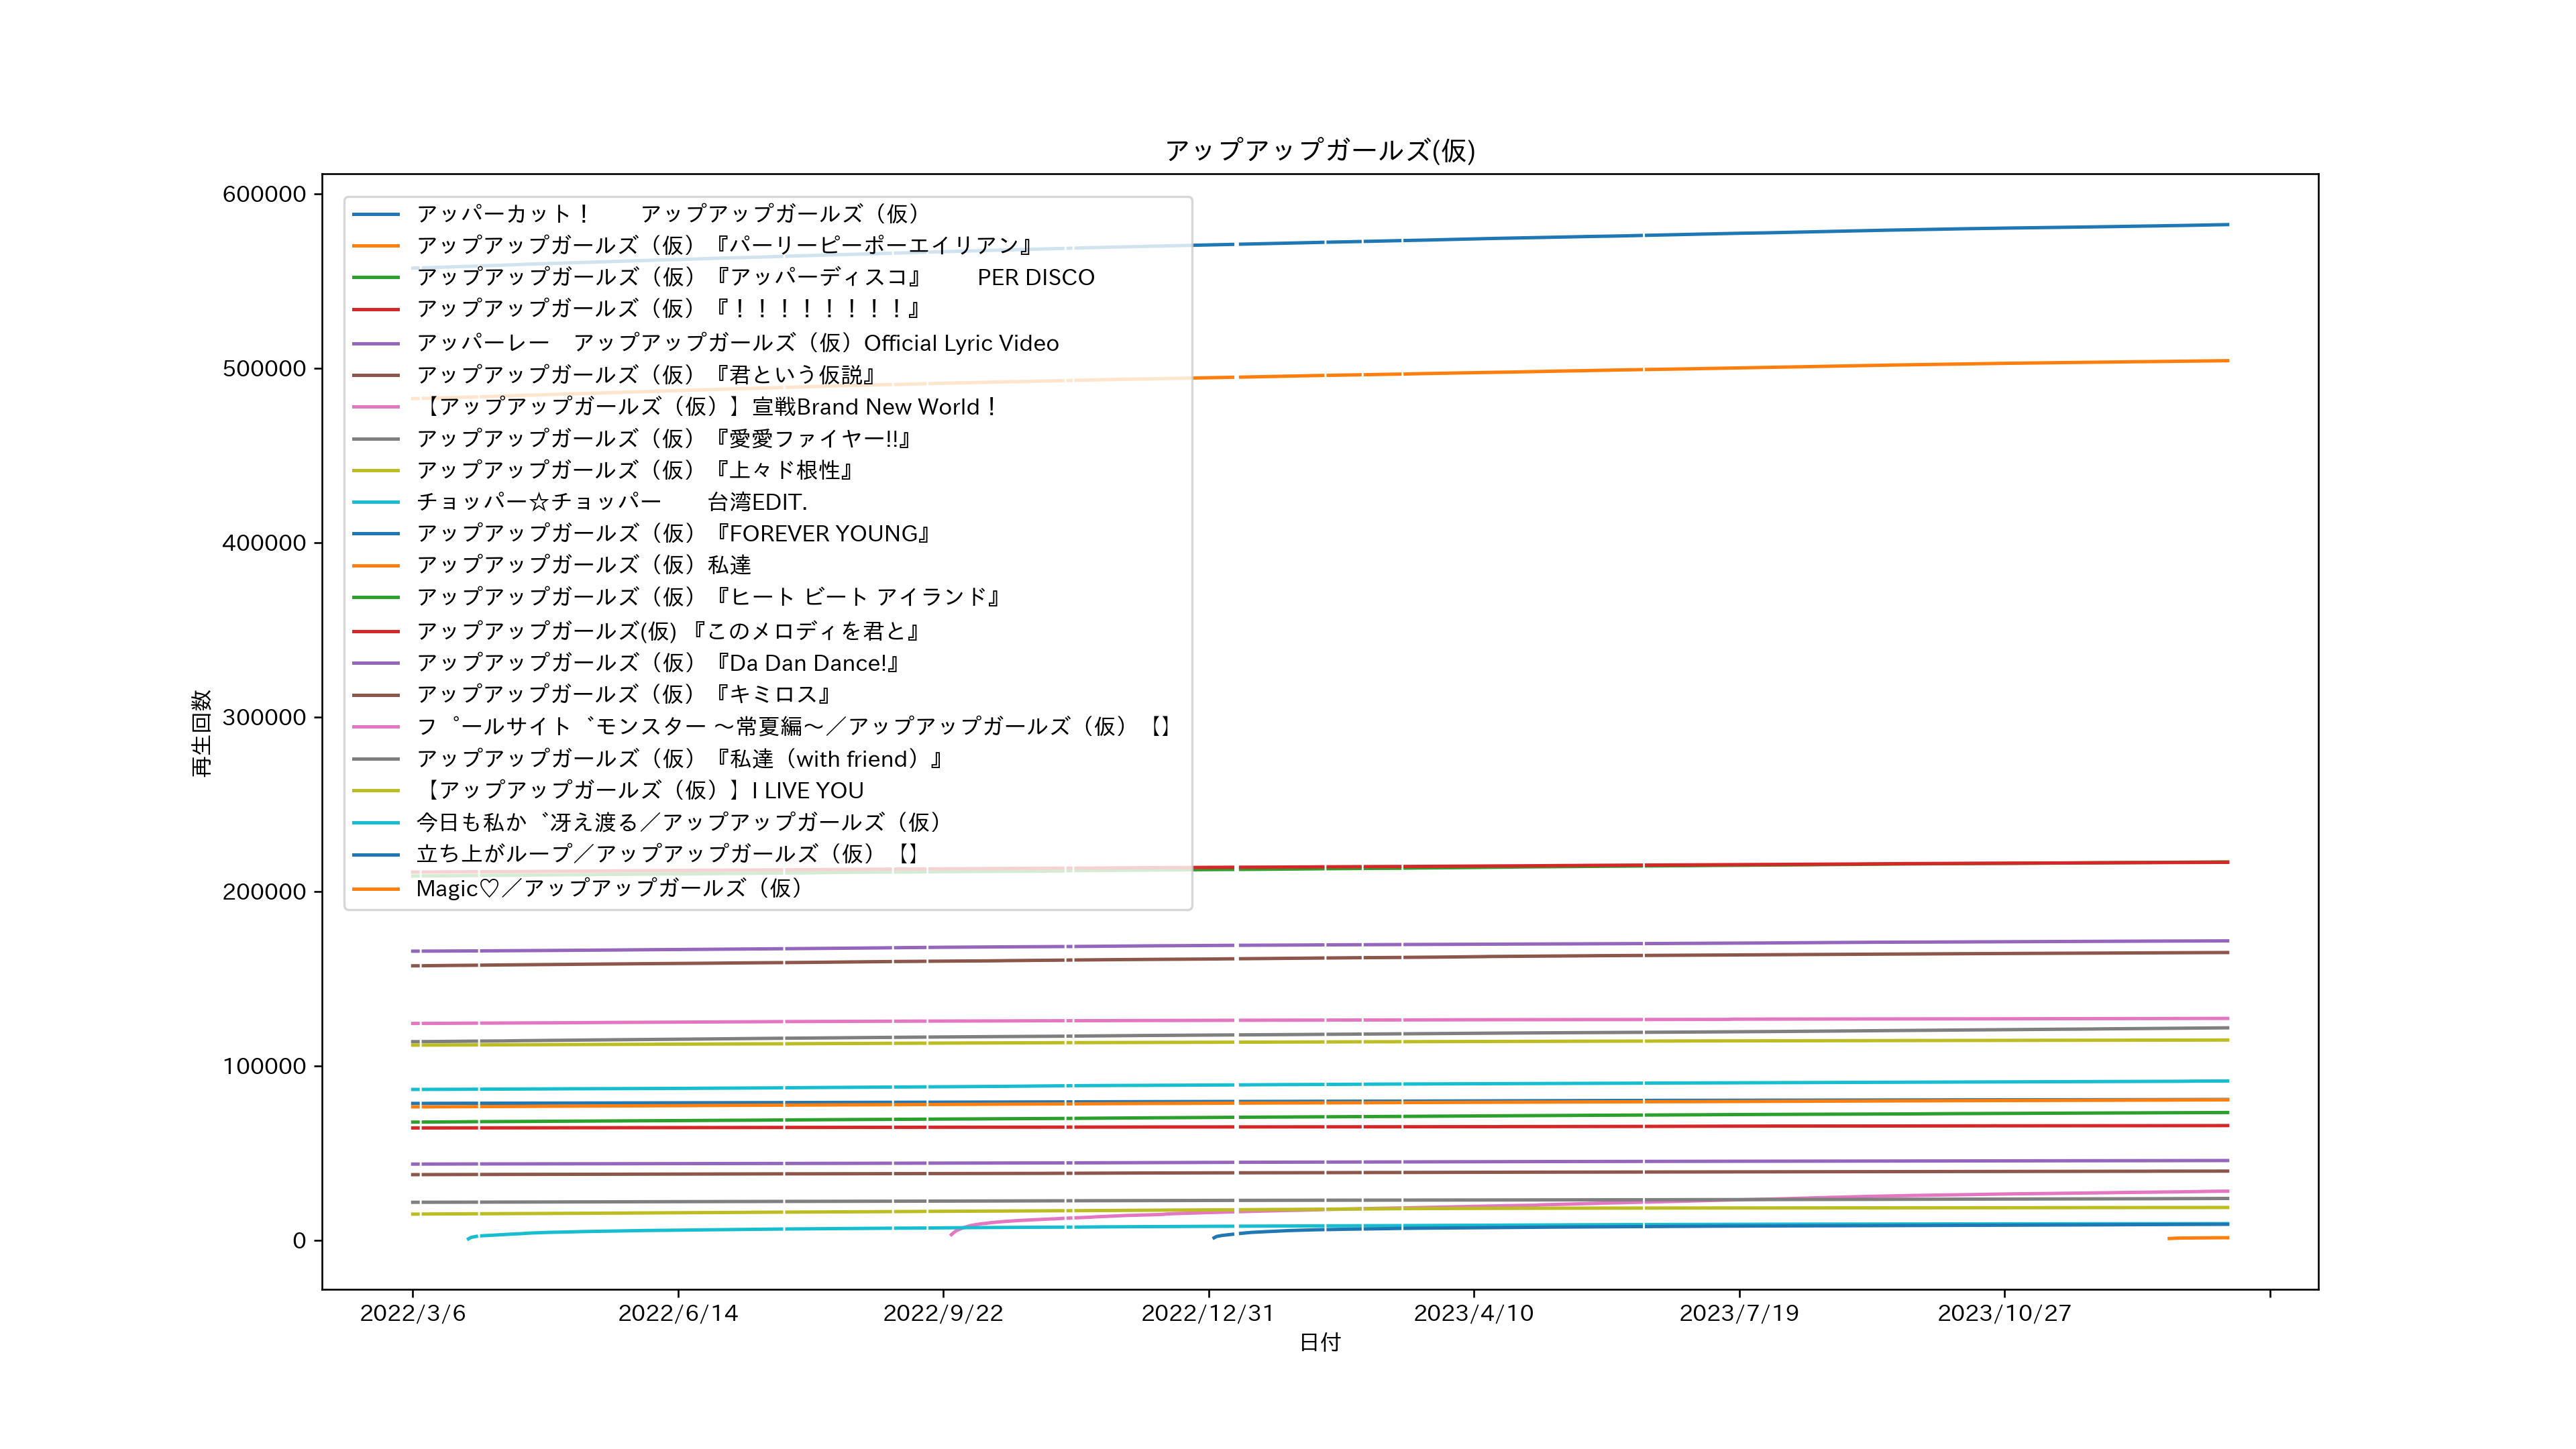 アップアップガールズ(仮)
600000
500000
400000
300000
200000
100000
0
再生回数
アッパーカット！　　アップアップガールズ（仮）
アップアップガールズ（仮）『パーリーピーポーエイリアン』
アップアップガールズ（仮）『アッパーディスコ』　　PER DISCO
アップアップガールズ（仮）『！！！！！！！！』
アッパーレー　アップアップガールズ（仮）Official Lyric Video
アップアップガールズ（仮）『君という仮説』
【アップアップガールズ（仮）】宣戦Brand New World！
アップアップガールズ（仮）『愛愛ファイヤー!!』
アップアップガールズ（仮）『上々ド根性』
チョッパー☆チョッパー　　台湾EDIT.
アップアップガールズ（仮）『FOREVER YOUNG』
アップアップガールズ（仮）私達
アップアップガールズ（仮）『ヒート ビート アイランド』
アップアップガールズ(仮) 『このメロディを君と』
アップアップガールズ（仮）『Da Dan Dance!』
アップアップガールズ（仮）『キミロス』
フ゜ールサイト゛モンスター 〜常夏編〜／アップアップガールズ（仮）【】
アップアップガールズ（仮）『私達（with friend）』
【アップアップガールズ（仮）】I LIVE YOU
今日も私か゛冴え渡る／アップアップガールズ（仮）
立ち上がループ／アップアップガールズ（仮）【】
Magic♡／アップアップガールズ（仮）
2022/3/6
2022/6/14
2022/9/22
2022/12/31
2023/4/10
2023/7/19
2023/10/27
日付